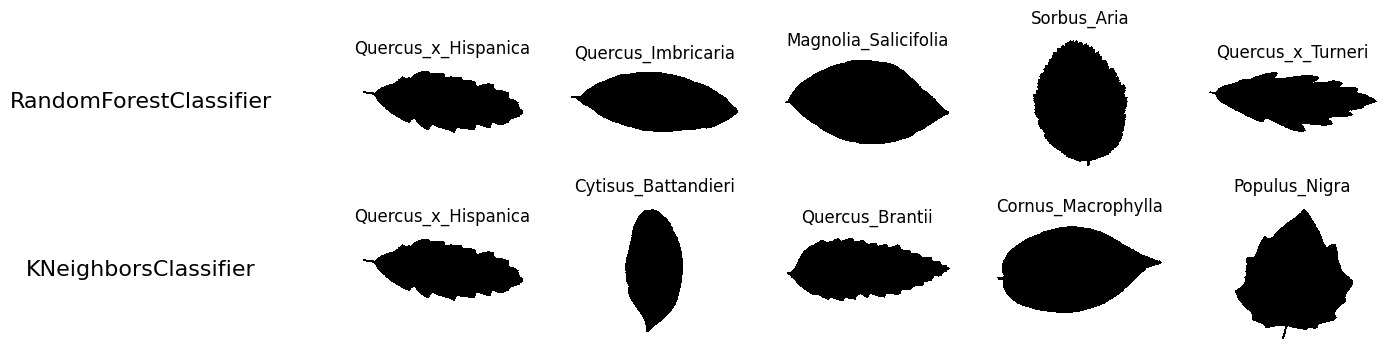 RandomForestClassifier
Quercus_x_Hispanica
Quercus_Imbricaria
Magnolia_Salicifolia
Sorbus_Aria
Quercus_x_Turneri
KNeighborsClassifier
Quercus_x_Hispanica
Cytisus_Battandieri
Quercus_Brantii
Cornus_Macrophylla
Populus_Nigra